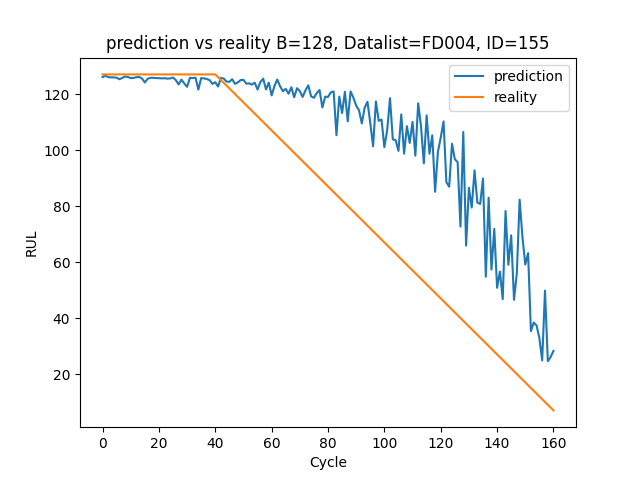 prediction vs reality B=128, Datalist=FD004, ID=155
prediction
reality
120
100
80
60
40
20
RUL
0 20 40 60 80 100 120 140 160
Cycle